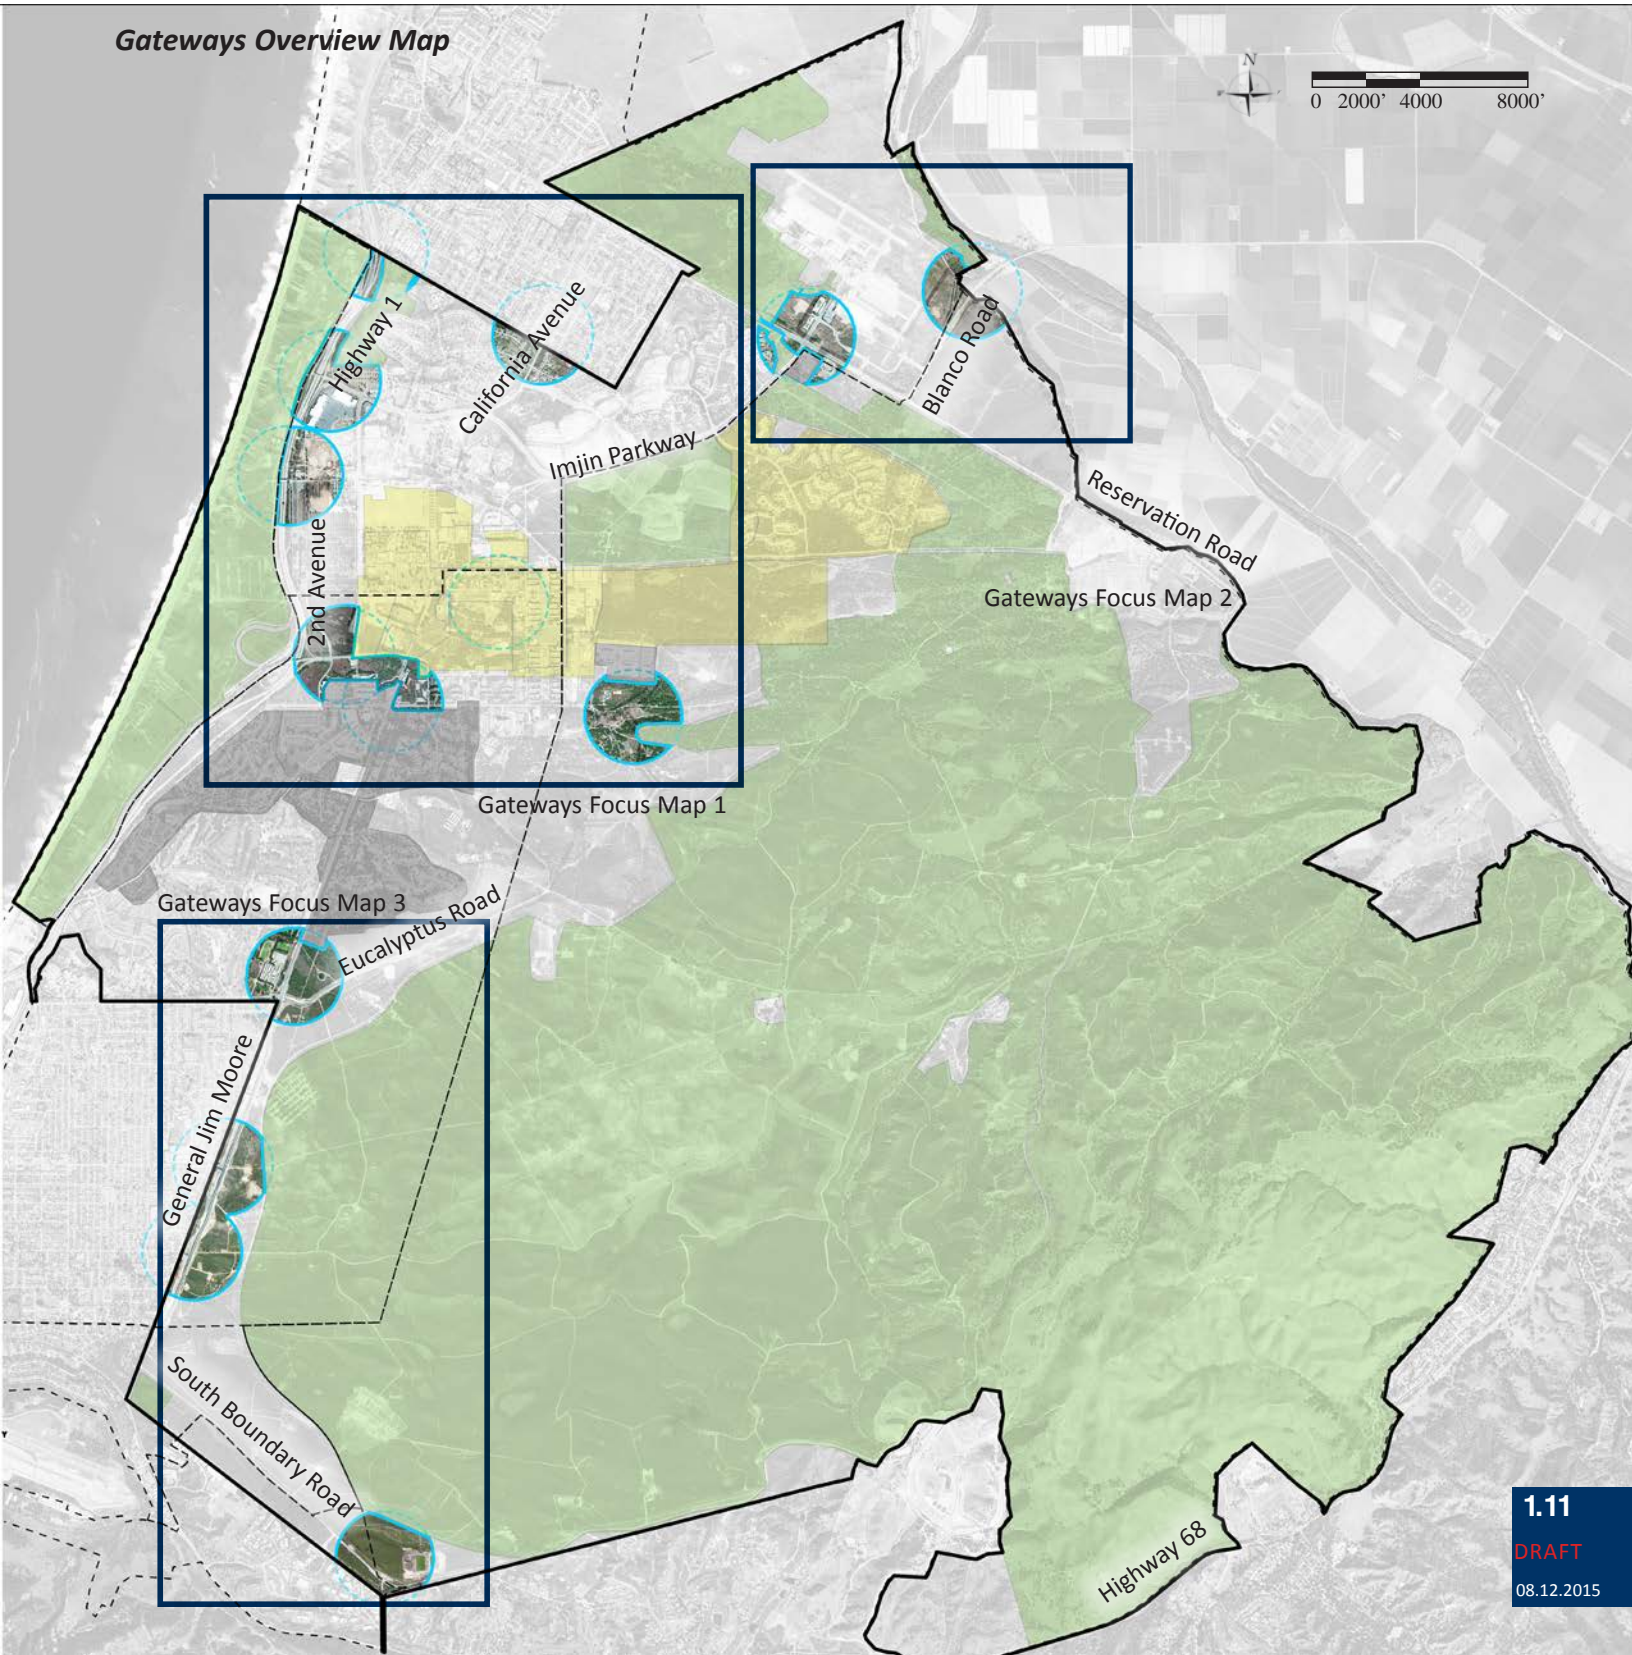 Gateways Overview Map
N
0 2000' 4000 8000'
Highway 1
California Avenue
Blanco Road
Imjin Parkway
Reservation Road
2nd Avenue
Gateways Focus Map 2
Gateways Focus Map 1
Gateways Focus Map 3
Eucalyptus Road
General Jim Moore
South Boundary Road
Highway 68
1.11
DRAFT
08.12.2015